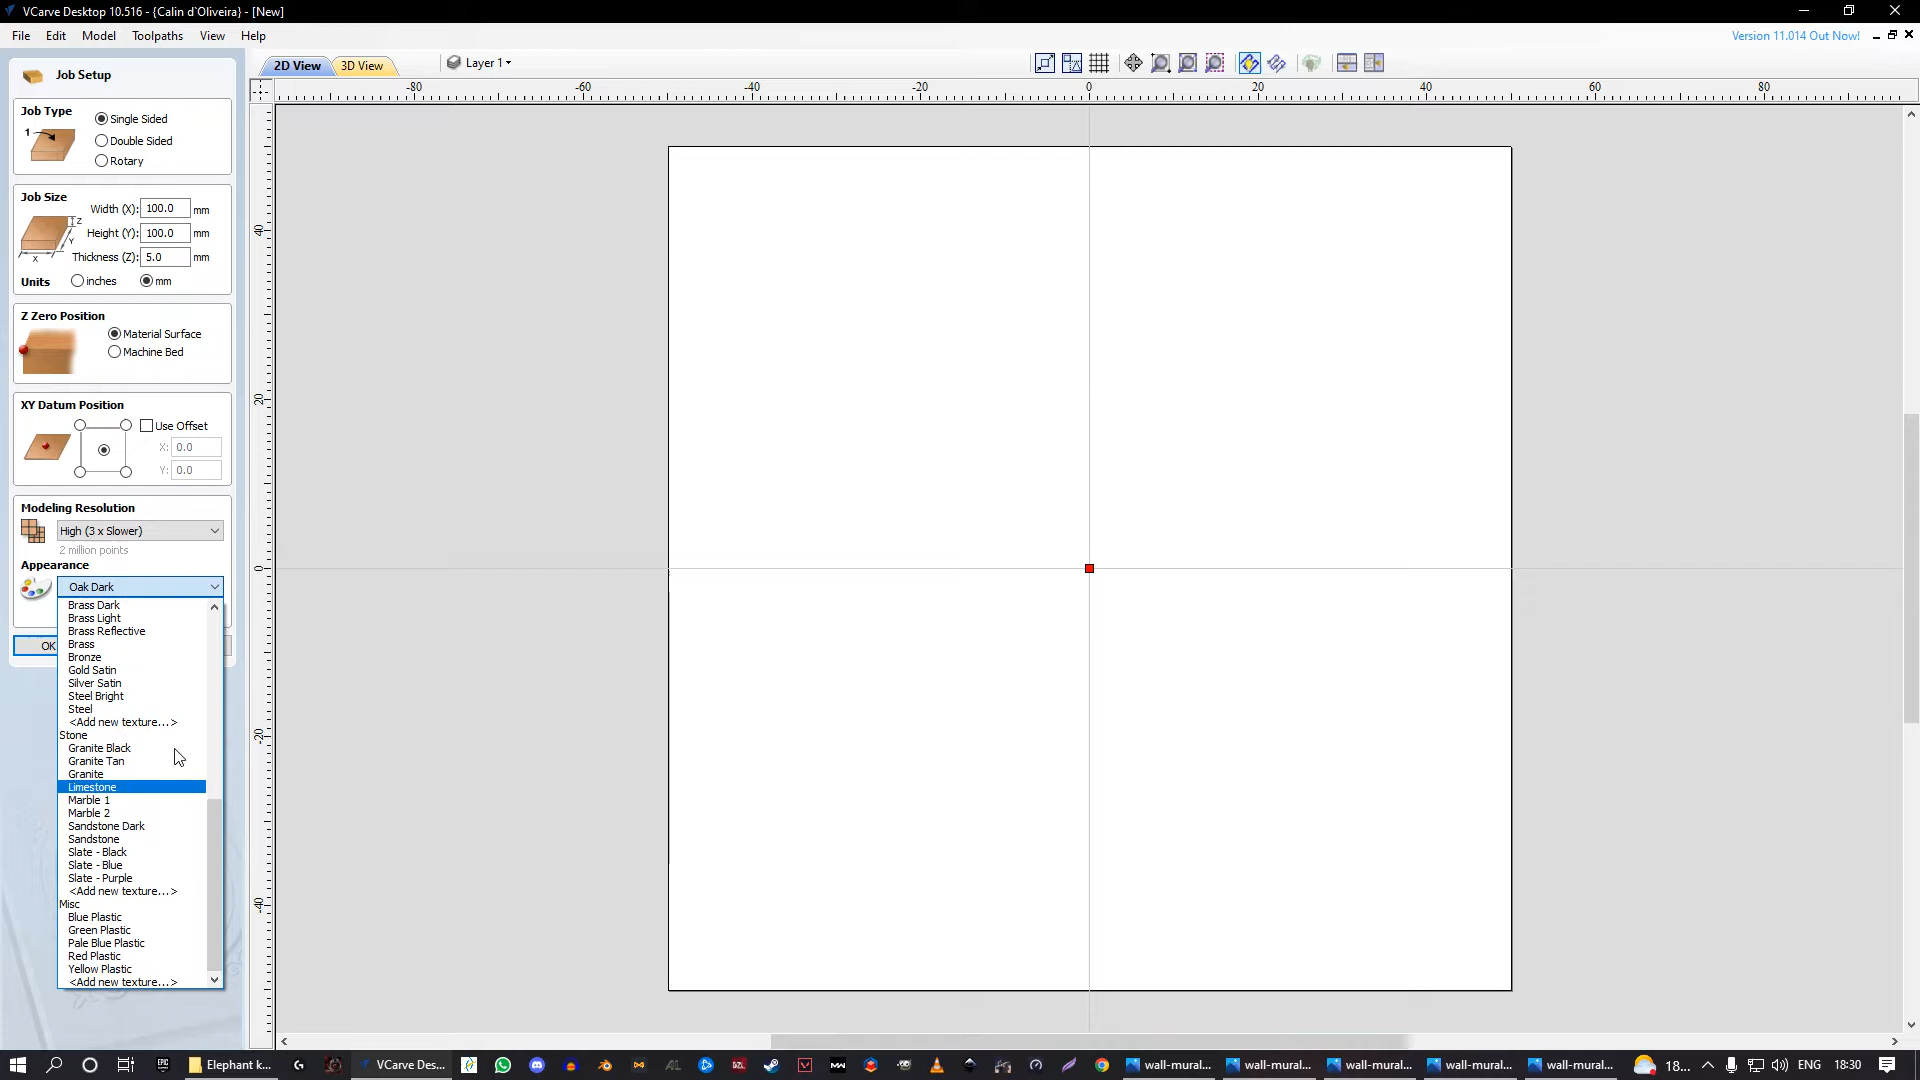 VCarve Desktop 10.516 - {Calin d`Oliveira} - [New]
File Edit Model Toolpaths View Help
Version 11.014 Out Now!
Job Setup
2D View 3D View Layer 1
-80 -60 -40 -20 0 20 40 60 80
Job Type
1
Single Sided
Double Sided
Rotary
Job Size
Z
Y
X
Width (X): 100.0 mm
Height (Y): 100.0 mm
Thickness (Z): 5.0 mm
Units inches mm
Z Zero Position
Material Surface
Machine Bed
XY Datum Position
Use Offset
X: 0.0
Y: 0.0
Modeling Resolution
High (3 x Slower)
2 million points
Appearance
Oak Dark
OK
Brass Dark
Brass Light
Brass Reflective
Brass
Bronze
Gold Satin
Silver Satin
Steel Bright
Steel
<Add new texture...>
Stone
Granite Black
Granite Tan
Granite
Limestone
Marble 1
Marble 2
Sandstone Dark
Sandstone
Slate - Black
Slate - Blue
Slate - Purple
<Add new texture...>
Misc
Blue Plastic
Green Plastic
Pale Blue Plastic
Red Plastic
Yellow Plastic
<Add new texture...>
40
20
0
-20
-40
Elephant k... VCarve Des... wall-mural... wall-mural... wall-mural... wall-mural... wall-mural... 18... ENG 18:30